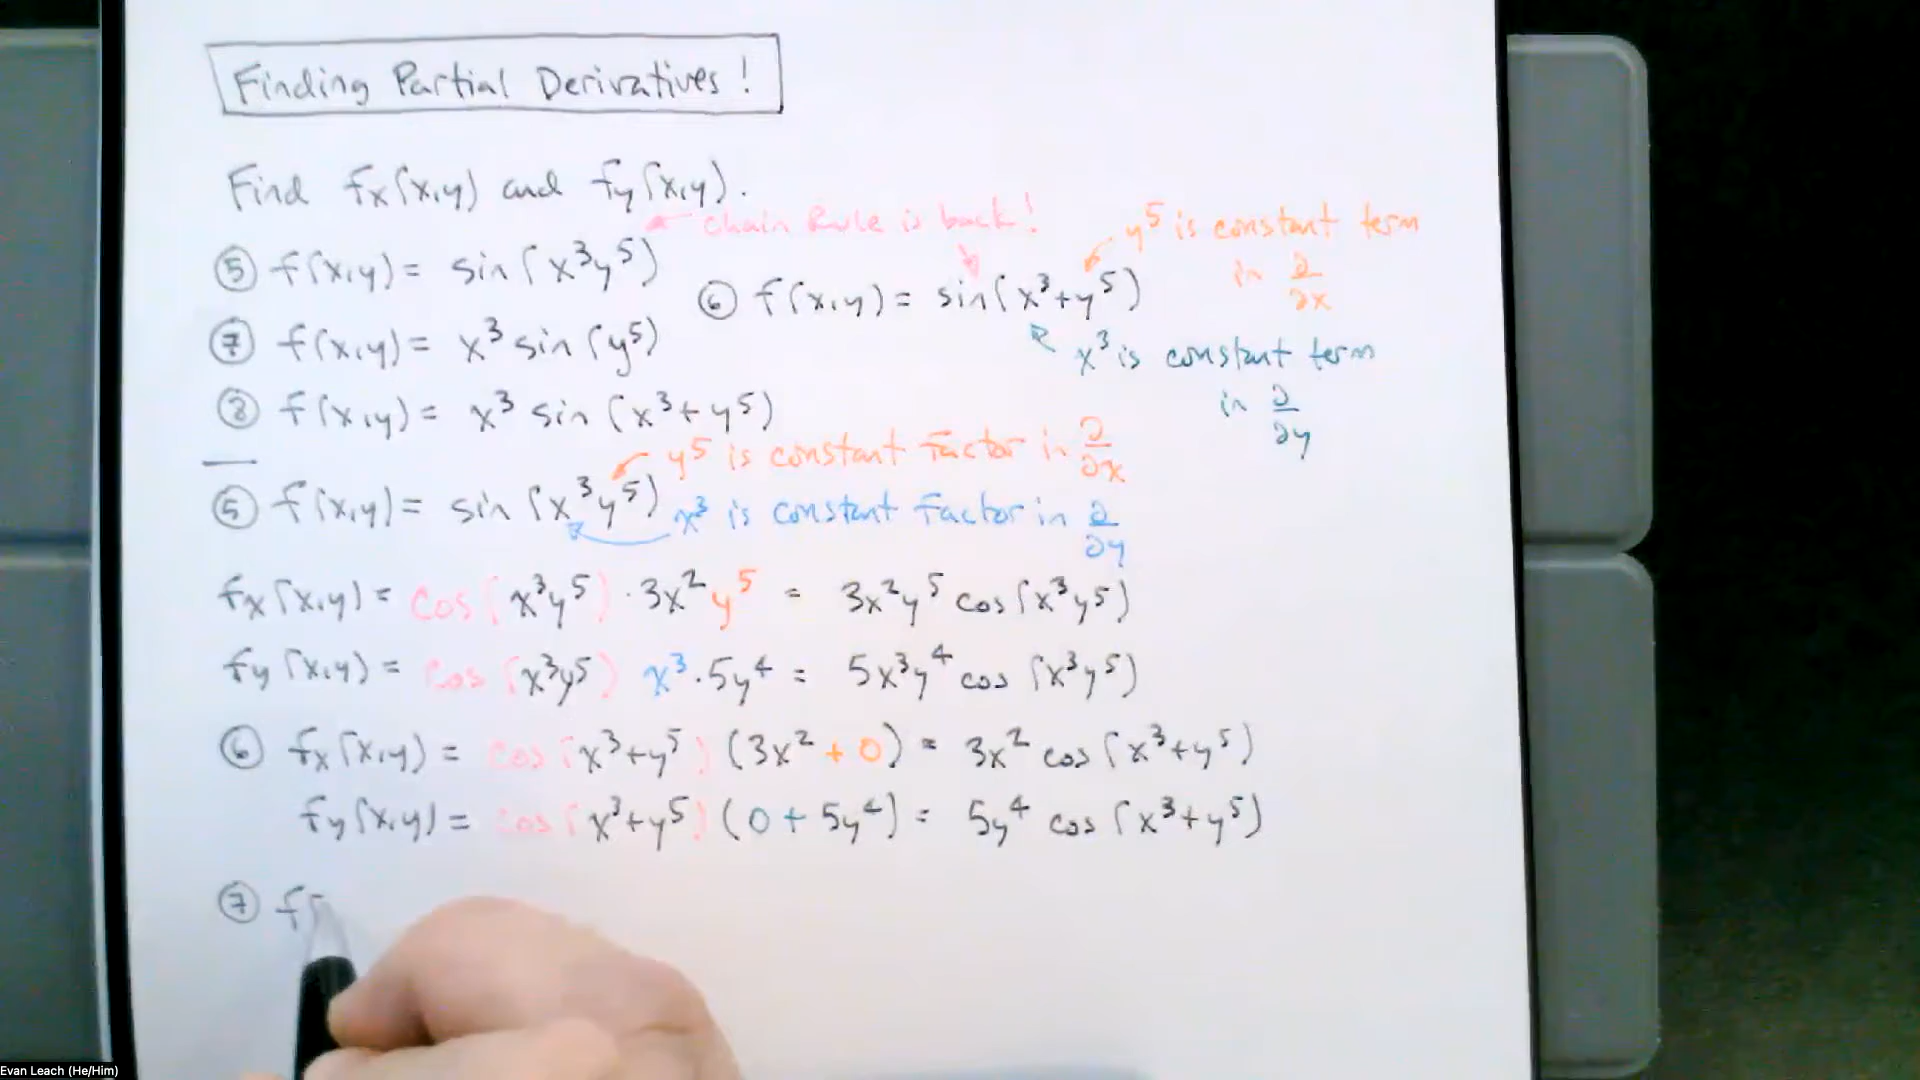 Finding Partial Derivatives!
Find fx(x,y) and fy(x,y).
Chain Rule is back!
⑤ f(x,y) = sin(x³y⁵)
⑥ f(x,y) = sin(x³+y⁵)
y⁵ is constant term
in ∂/∂x
x³ is constant term
in ∂/∂y
⑦ f(x,y) = x³ sin(y⁵)
⑧ f(x,y) = x³ sin(x³+y⁵)
y⁵ is constant factor in ∂/∂x
⑤ f(x,y) = sin(x³y⁵)
x³ is constant factor in ∂/∂y
fx(x,y) = cos(x³y⁵) · 3x²y⁵ = 3x²y⁵ cos(x³y⁵)
fy(x,y) = cos(x³y⁵) x³ · 5y⁴ = 5x³y⁴ cos(x³y⁵)
⑥ fx(x,y) = cos(x³+y⁵) (3x² + 0) = 3x² cos(x³+y⁵)
fy(x,y) = cos(x³+y⁵) (0 + 5y⁴) = 5y⁴ cos(x³+y⁵)
⑦ f(
Evan Leach (He/Him)